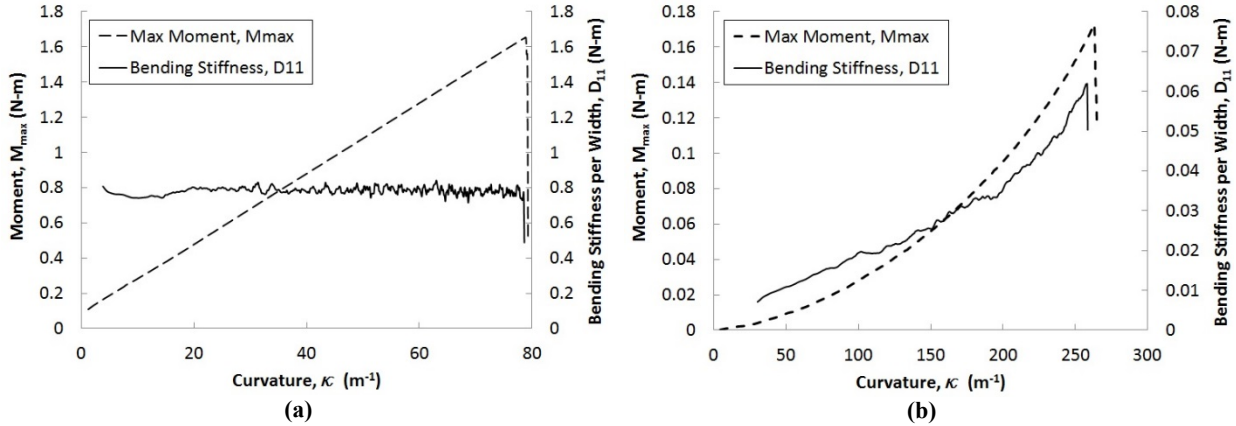 Max Moment, Mmax
Bending Stiffness, D11
Moment, Mmax (N-m)
1.8
1.6
1.4
1.2
1
0.8
0.6
0.4
0.2
0
0 20 40 60 80
Curvature, κ (m-1)
1.8
1.6
1.4
1.2
1
0.8
0.6
0.4
0.2
0
Bending Stiffness per Width, D11 (N-m)
(a)
Max Moment, Mmax
Bending Stiffness, D11
Moment, Mmax (N-m)
0.18
0.16
0.14
0.12
0.1
0.08
0.06
0.04
0.02
0
0 50 100 150 200 250 300
Curvature, κ (m-1)
0.08
0.07
0.06
0.05
0.04
0.03
0.02
0.01
0
Bending Stiffness per Width, D11 (N-m)
(b)